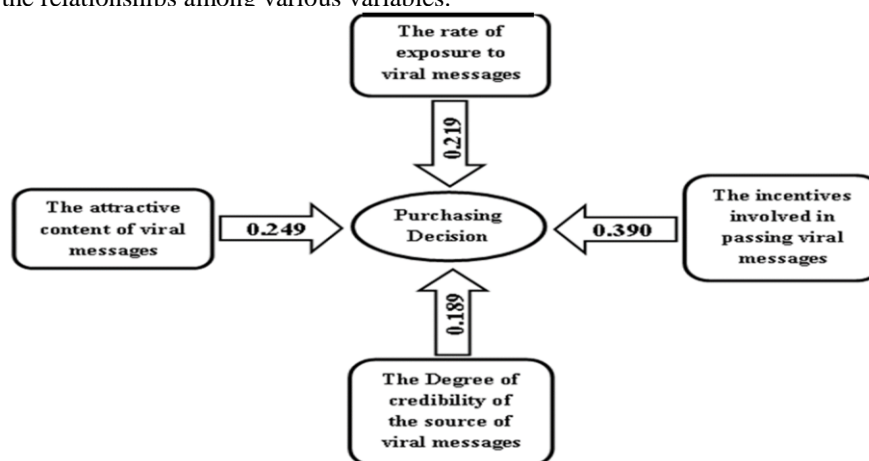 the relationships among various variables.
The rate of
exposure to
viral messages
0.219
The attractive
content of viral
messages
0.249
Purchasing
Decision
0.390
The incentives
involved in
passing viral
messages
0.189
The Degree of
credibility of
the source of
viral messages